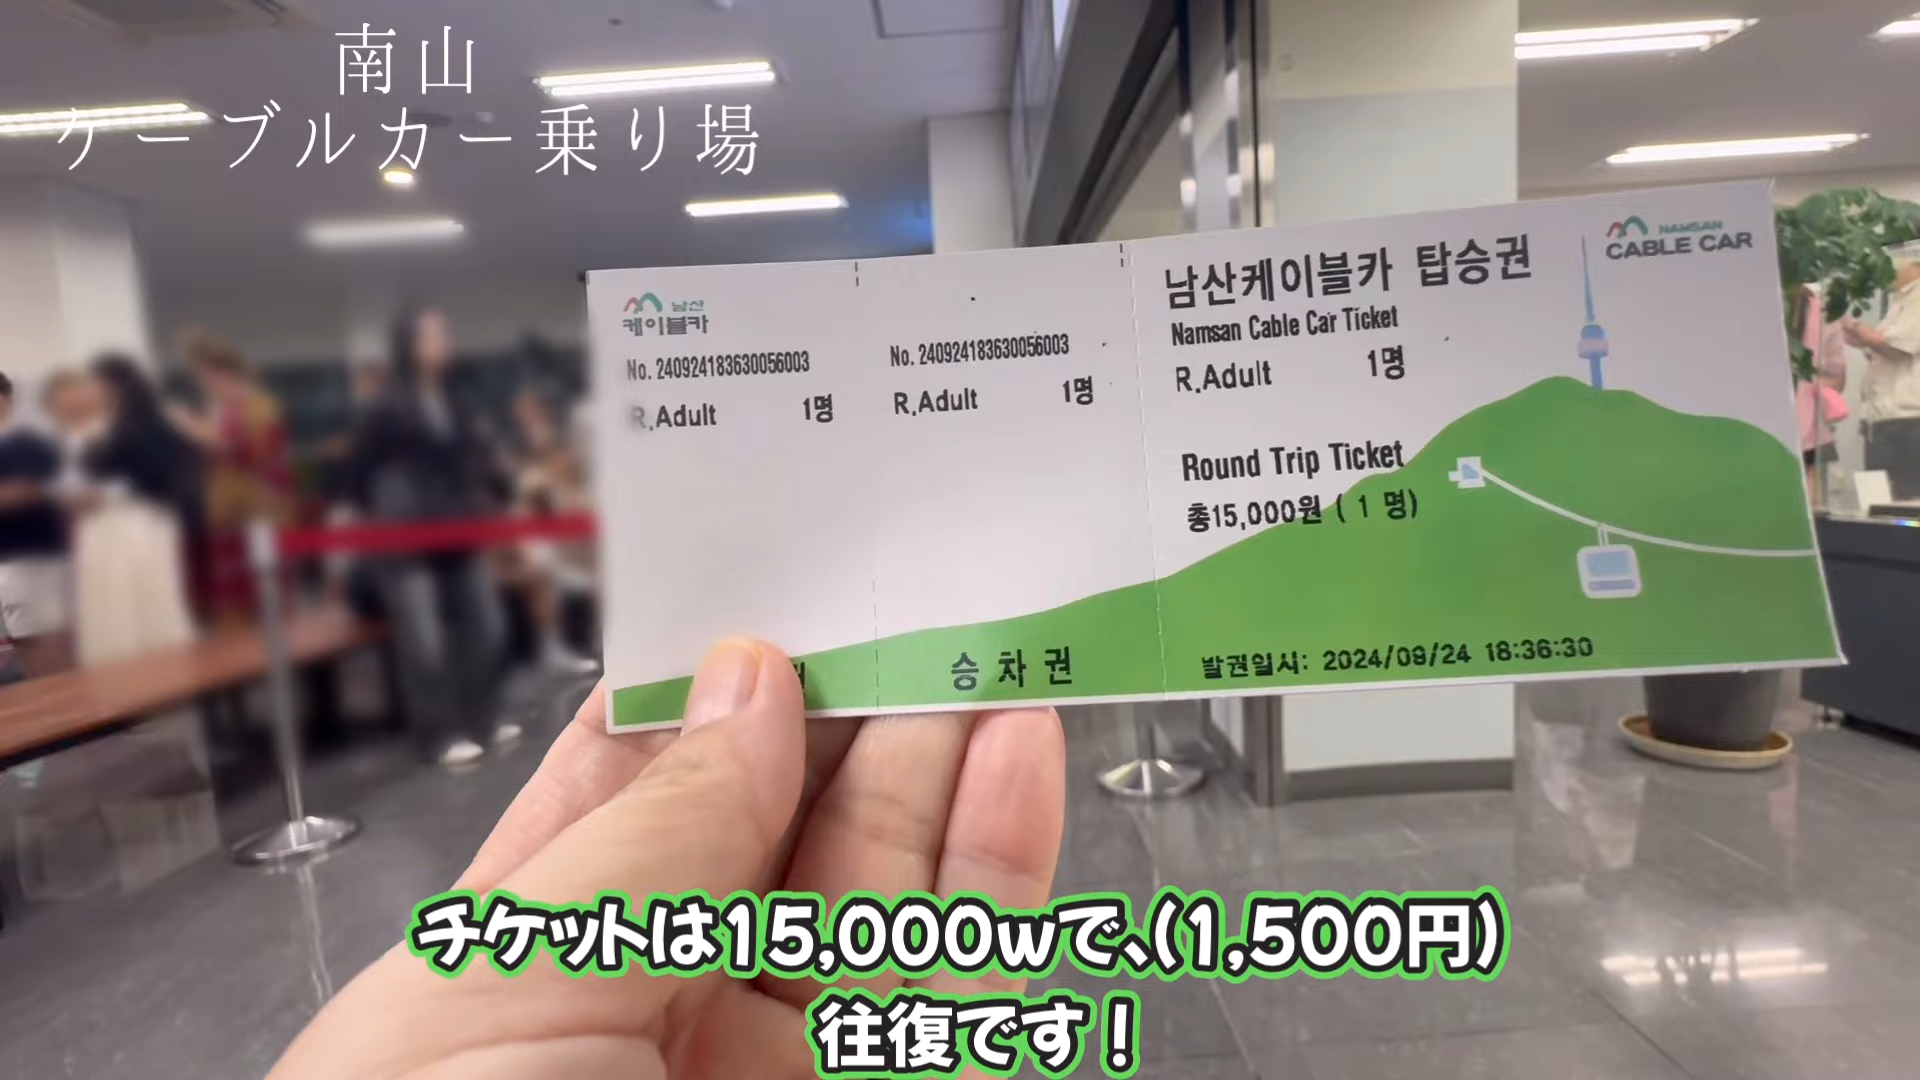 南山
ケーブルカー乗り場
남산
케이블카
No. 240924183630056003
R.Adult 1명
No. 240924183630056003
R.Adult 1명
승차권
남산케이블카 탑승권
Namsan Cable Car Ticket
R.Adult 1명
Round Trip Ticket
총15,000원 ( 1 명)
발권일시: 2024/09/24 18:36:30
NAMSAN
CABLE CAR
チケットは15,000wで、(1,500円)
往復です！